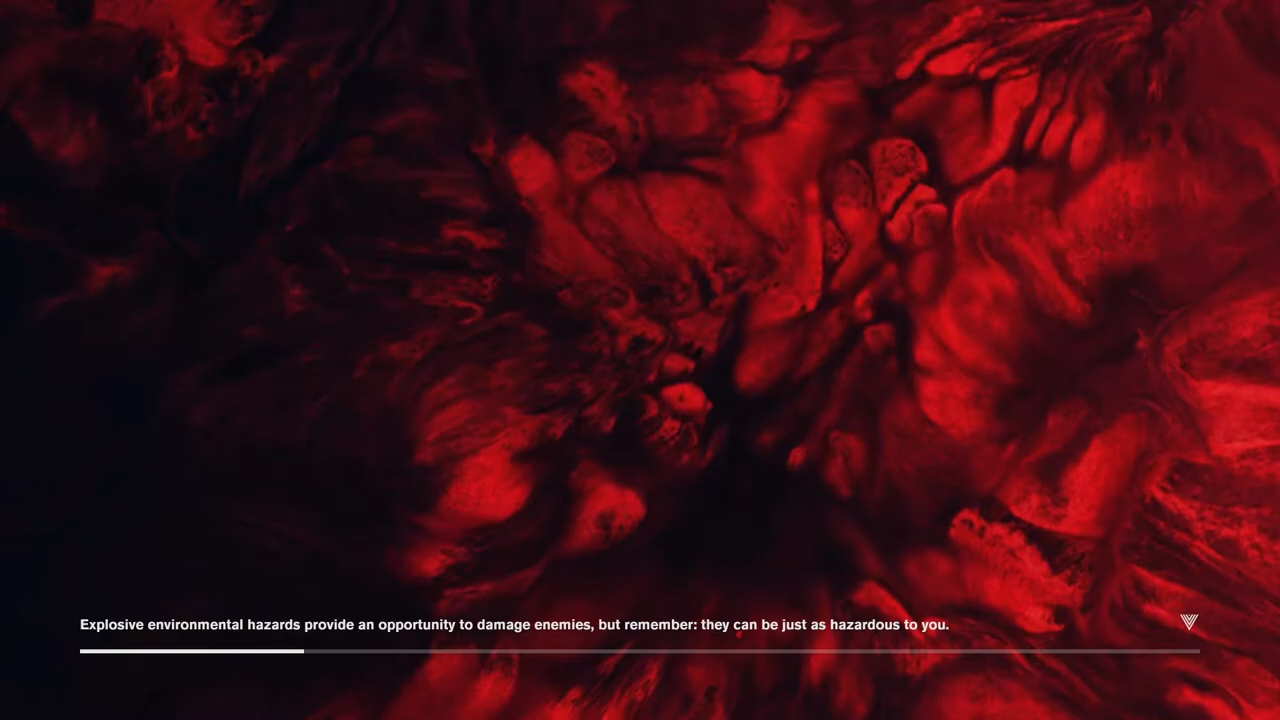 Explosive environmental hazards provide an opportunity to damage enemies, but remember: they can be just as hazardous to you.